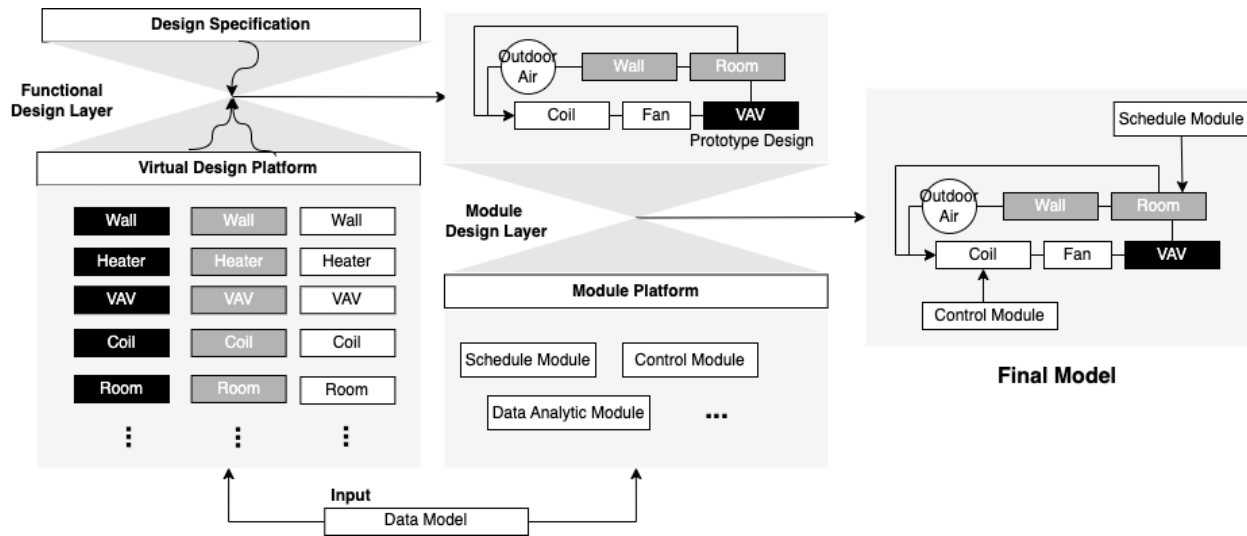 Design Specification
Functional
Design Layer
Virtual Design Platform
Wall
Wall
Wall
Heater
Heater
Heater
VAV
VAV
VAV
Coil
Coil
Coil
Room
Room
Room
Outdoor
Air
Wall
Room
Coil
Fan
VAV
Prototype Design
Module
Design Layer
Module Platform
Schedule Module
Control Module
Data Analytic Module
...
Input
Data Model
Schedule Module
Outdoor
Air
Wall
Room
Coil
Fan
VAV
Control Module
Final Model